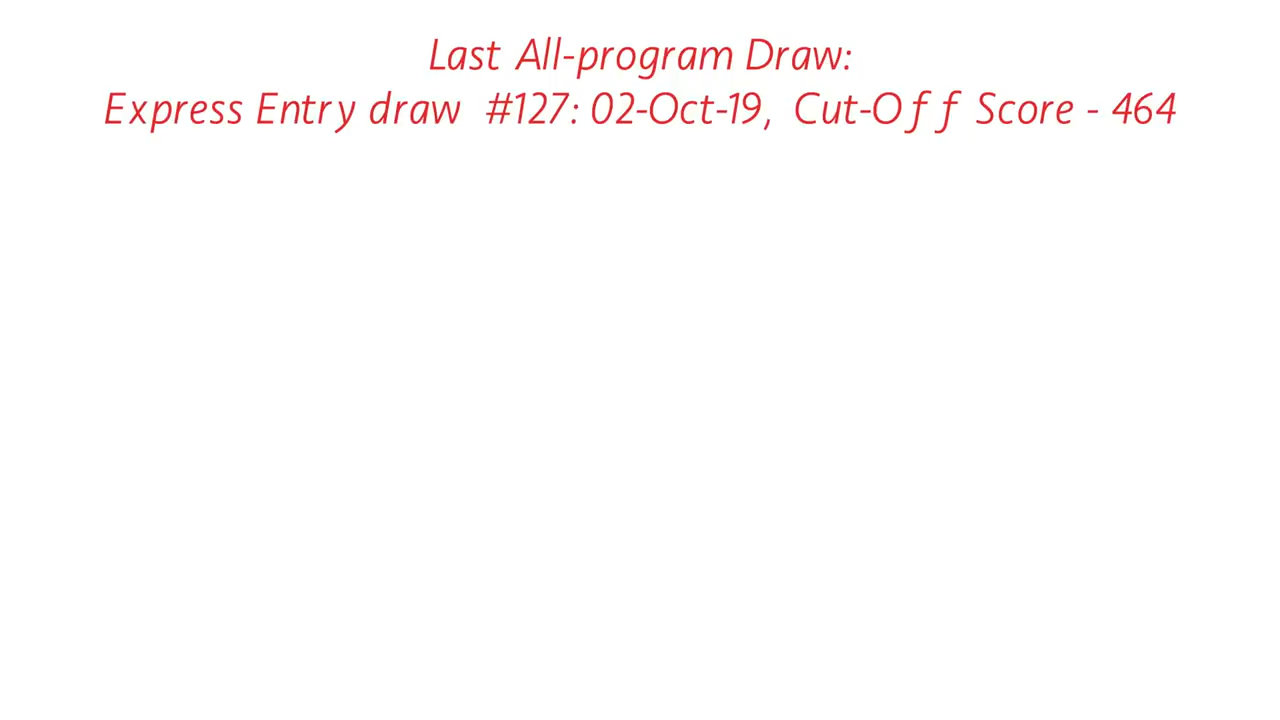 Last All-program Draw:
Express Entry draw #127: 02-Oct-19, Cut-Off Score - 464